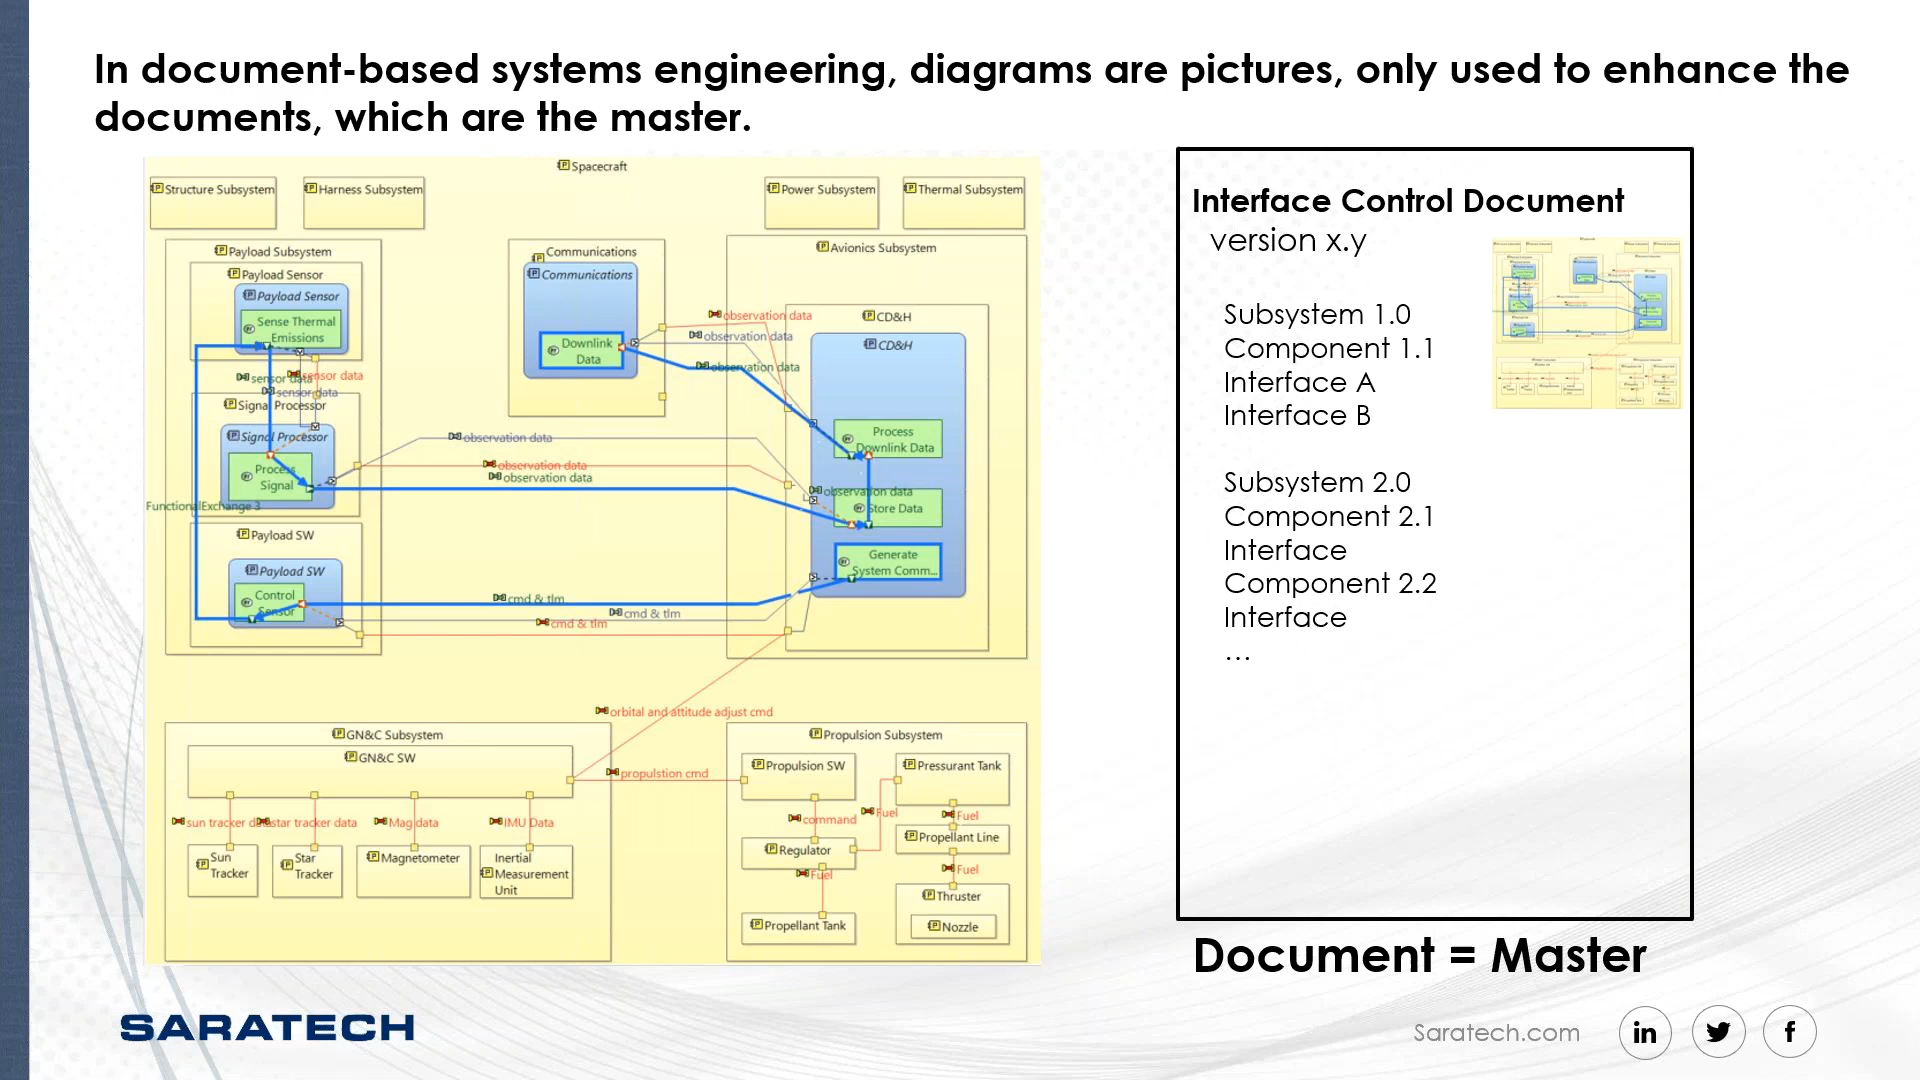 In document-based systems engineering, diagrams are pictures, only used to enhance the
documents, which are the master.
Spacecraft
Structure Subsystem
Harness Subsystem
Power Subsystem
Thermal Subsystem
Payload Subsystem
Payload Sensor
Payload Sensor
Sense Thermal
Emissions
sensor data
sensor data
sensor data
Signal Processor
Signal Processor
Process
Signal
FunctionalExchange 3
Payload SW
Payload SW
Control
Sensor
Communications
Communications
Downlink
Data
observation data
observation data
observation data
observation data
observation data
observation data
cmd & tlm
cmd & tlm
cmd & tlm
Avionics Subsystem
CD&H
CD&H
Process
Downlink Data
observation data
Store Data
Generate
System Comm...
orbital and attitude adjust cmd
GN&C Subsystem
GN&C SW
propulstion cmd
sun tracker data
star tracker data
Mag data
IMU Data
Sun
Tracker
Star
Tracker
Magnetometer
Inertial
Measurement
Unit
Propulsion Subsystem
Propulsion SW
Pressurant Tank
command
Fuel
Fuel
Regulator
Propellant Line
Fuel
Fuel
Thruster
Propellant Tank
Nozzle
Interface Control Document
version x.y
Subsystem 1.0
Component 1.1
Interface A
Interface B
Subsystem 2.0
Component 2.1
Interface
Component 2.2
Interface
…
Document = Master
SARATECH
Saratech.com
in
f